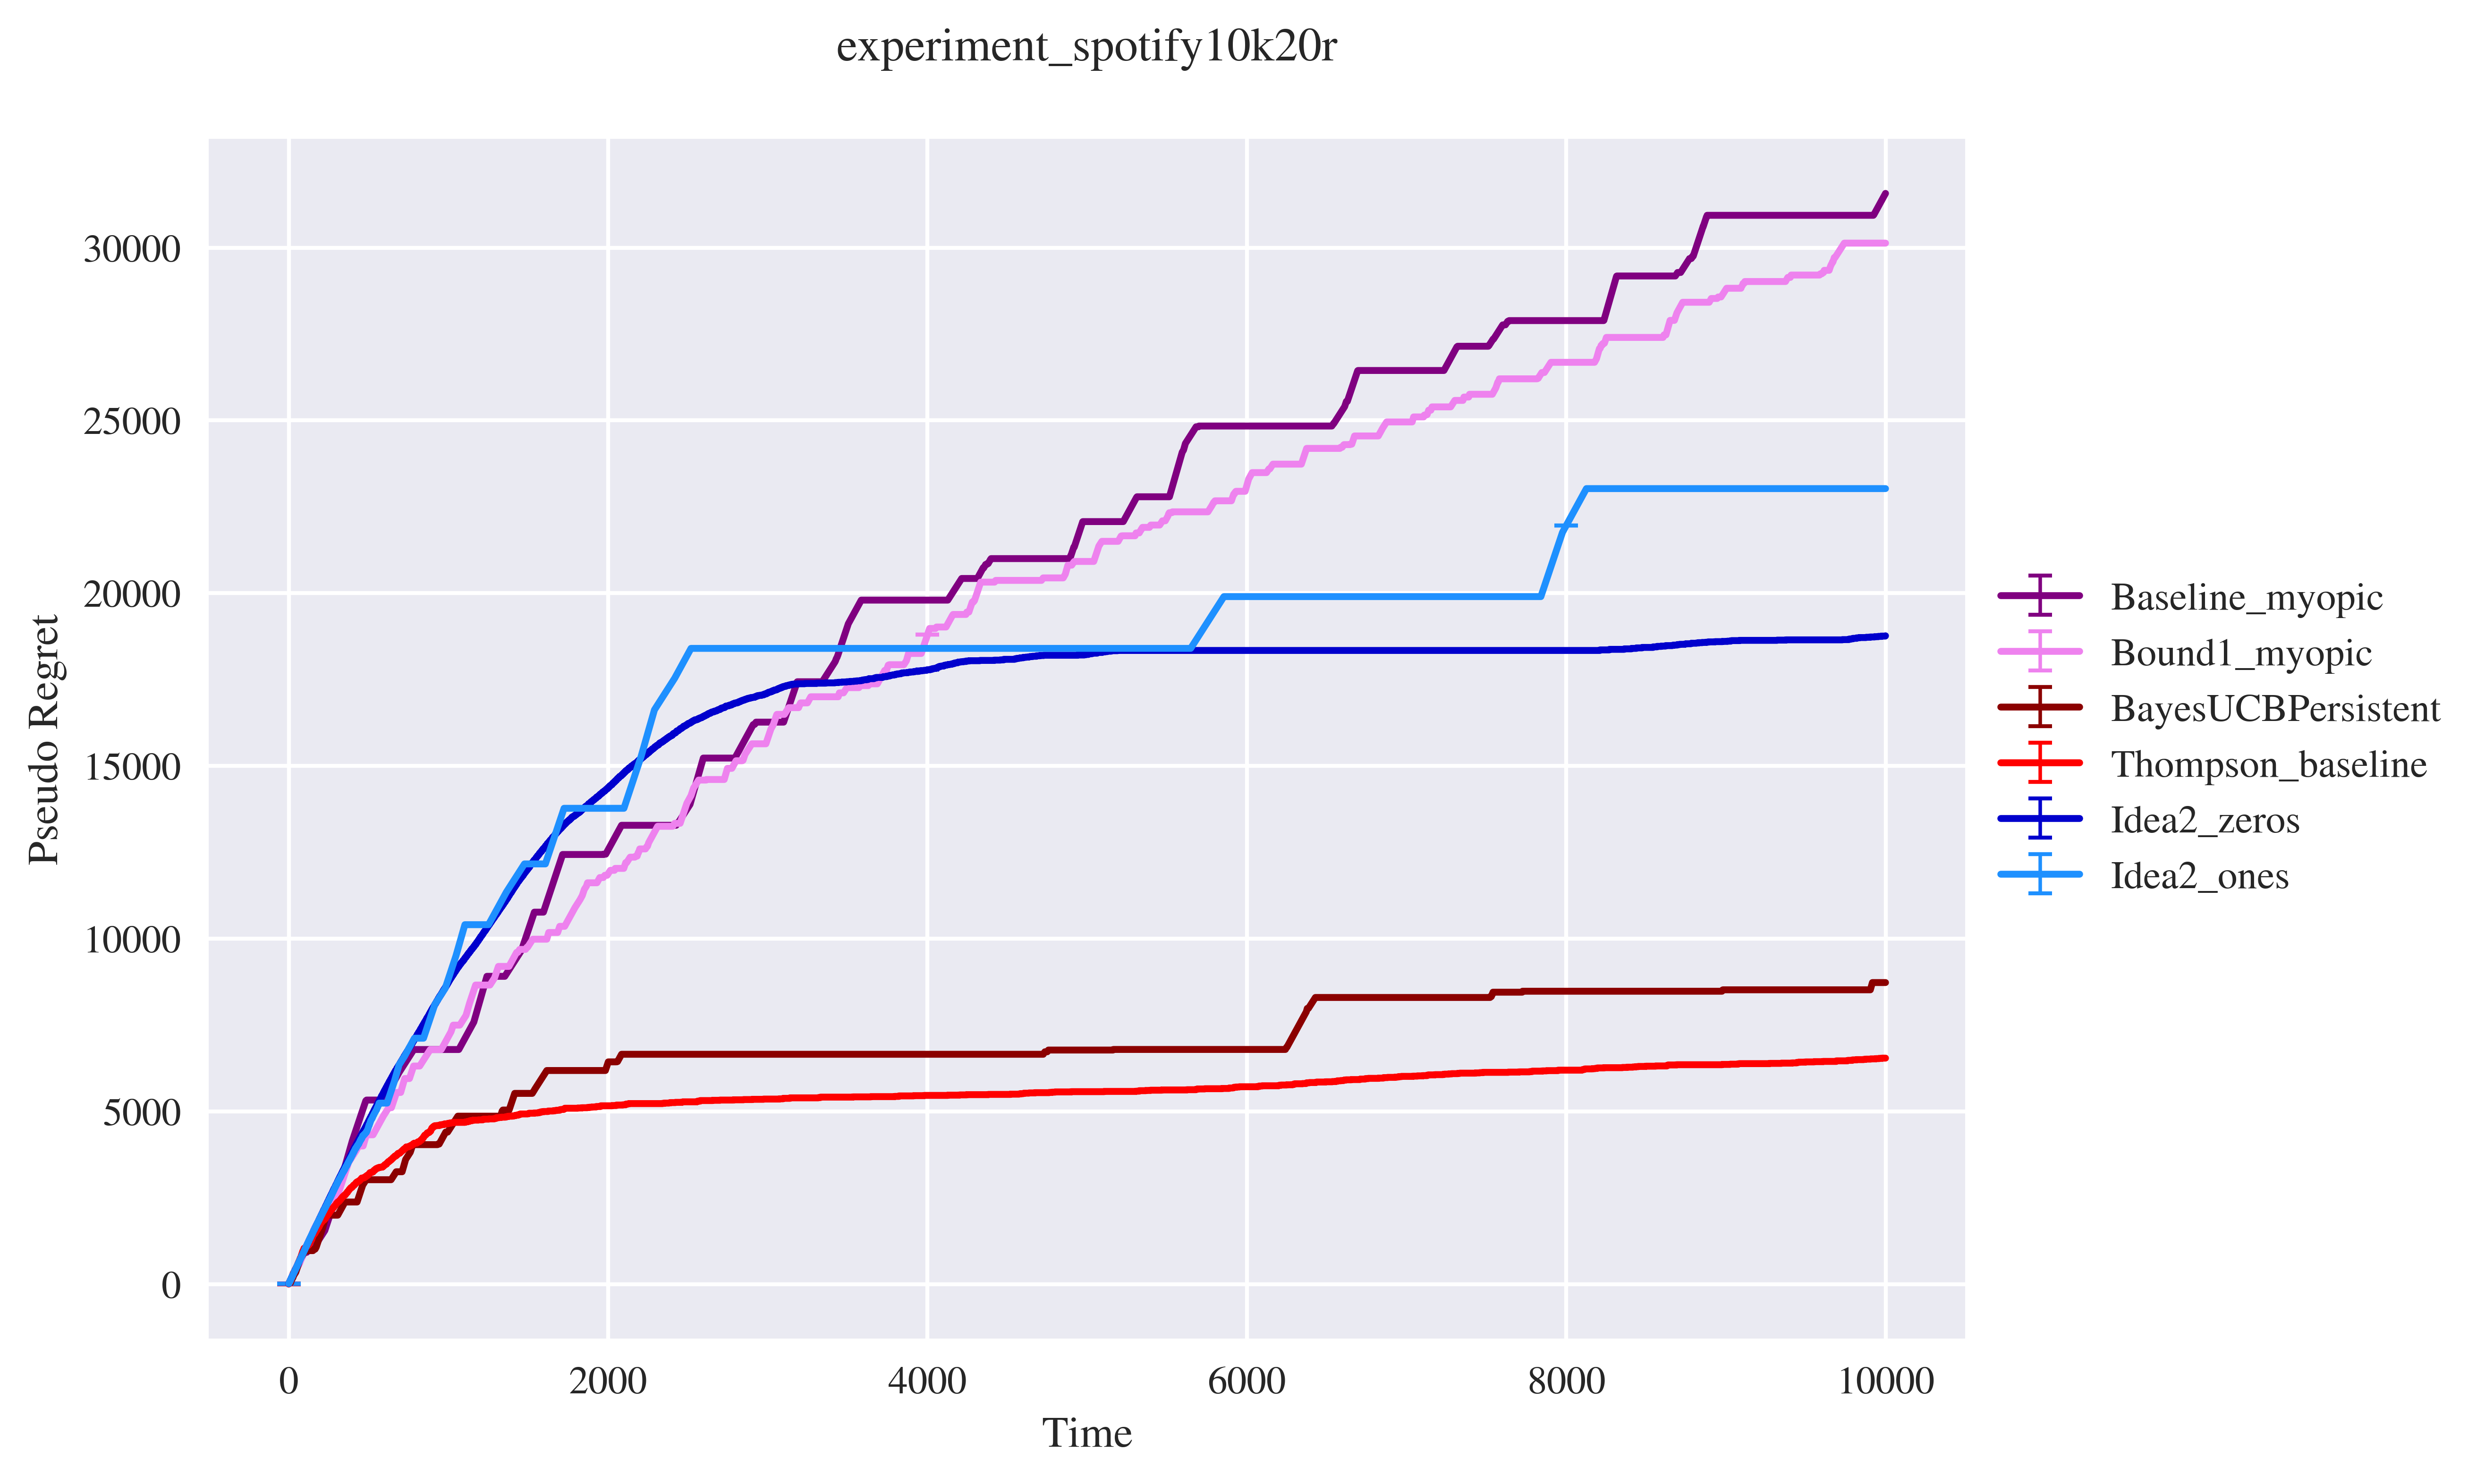 experiment_spotify10k20r
Pseudo Regret
30000
25000
20000
15000
10000
5000
0
0 2000 4000 6000 8000 10000
Time
Baseline_myopic
Bound1_myopic
BayesUCBPersistent
Thompson_baseline
Idea2_zeros
Idea2_ones